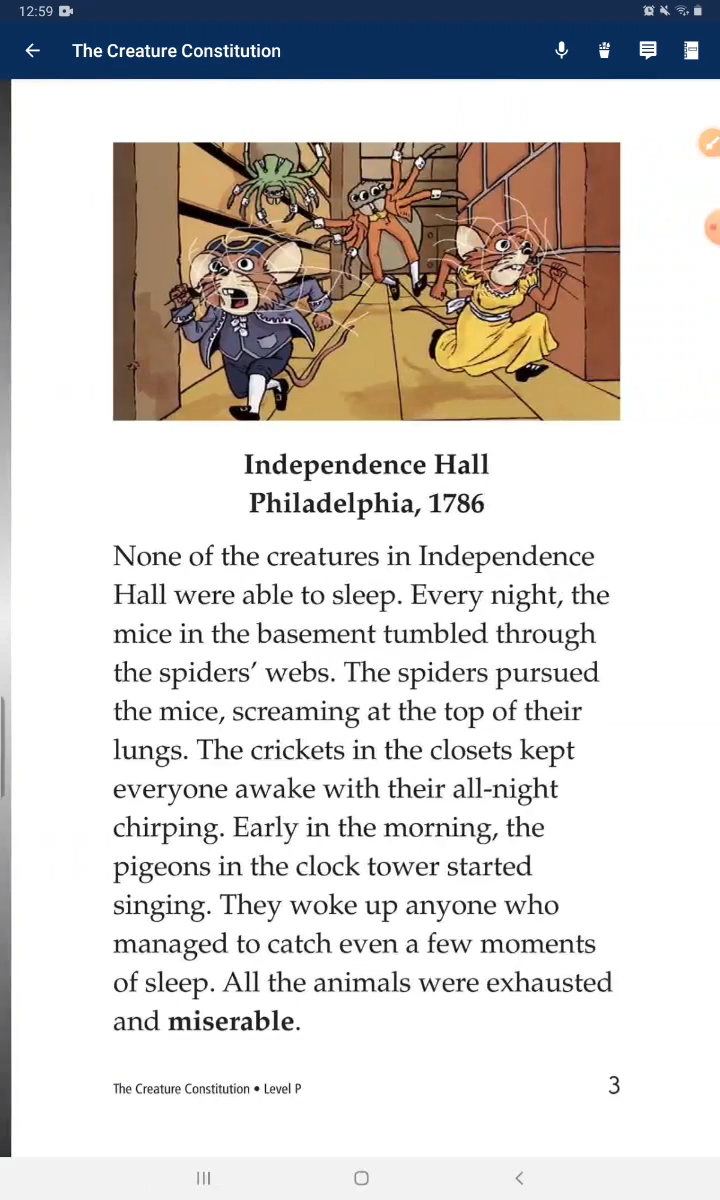 12:59
The Creature Constitution
Independence Hall
Philadelphia, 1786
None of the creatures in Independence
Hall were able to sleep. Every night, the
mice in the basement tumbled through
the spiders’ webs. The spiders pursued
the mice, screaming at the top of their
lungs. The crickets in the closets kept
everyone awake with their all-night
chirping. Early in the morning, the
pigeons in the clock tower started
singing. They woke up anyone who
managed to catch even a few moments
of sleep. All the animals were exhausted
and miserable.
The Creature Constitution • Level P
3